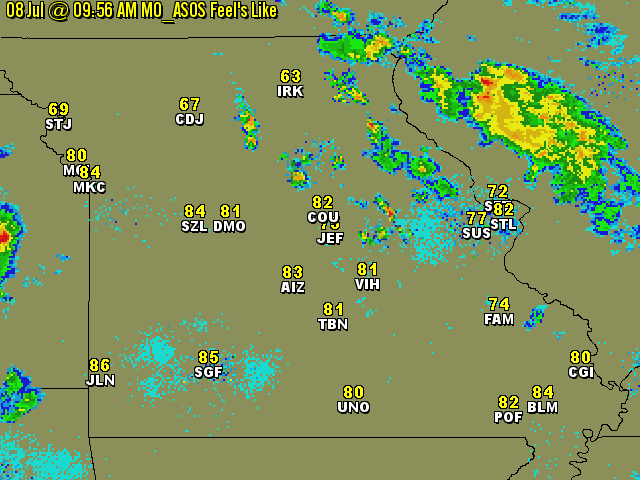 08 Jul @ 09:56 AM MO_ASOS Feel's Like
63
IRK
69
STJ
67
CDJ
80
84
MKC
72
82
STL
77
SUS
84
SZL
81
DMO
82
COU
JEF
83
AIZ
81
VIH
81
TBN
74
FAM
86
JLN
85
SGF
80
UNO
80
CGI
82
POF
84
BLM